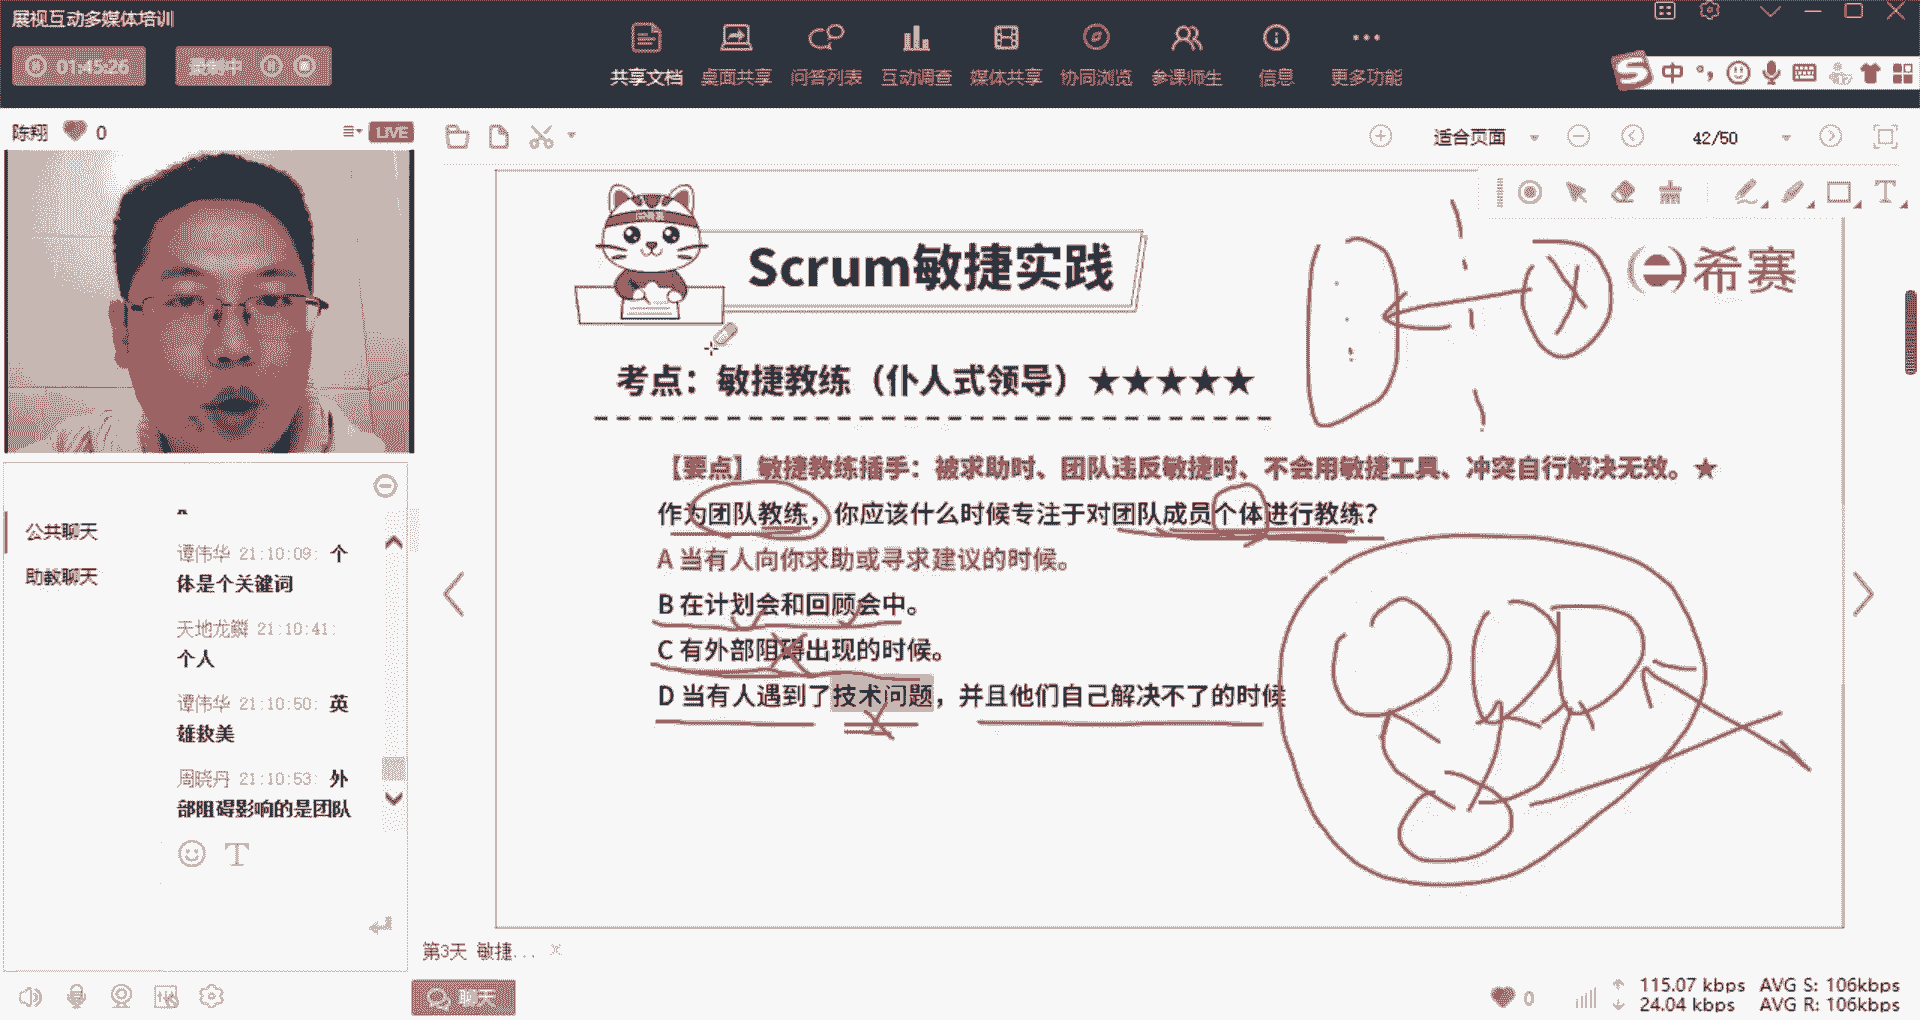 展视互动多媒体培训
01:45:26
录制中
共享文档 桌面共享 问答列表 互动调查 媒体共享 协同浏览 参课师生 信息 更多功能
中
陈翔 0
LIVE
适合页面
42/50
Scrum敏捷实践
希赛
考点：敏捷教练（仆人式领导）★★★★★
【要点】敏捷教练插手：被求助时、团队违反敏捷时、不会用敏捷工具、冲突自行解决无效。★
作为团队教练，你应该什么时候专注于对团队成员个体进行教练？
A 当有人向你求助或寻求建议的时候。
B 在计划会和回顾会中。
C 有外部阻碍出现的时候。
D 当有人遇到了技术问题，并且他们自己解决不了的时候
公共聊天
助教聊天
谭伟华 21:10:09: 个
体是个关键词
天地龙鳞 21:10:41:
个人
谭伟华 21:10:50: 英
雄救美
周晓丹 21:10:53: 外
部阻碍影响的是团队
第3天 敏捷...
聊天
0
115.07 kbps AVG S: 106kbps
24.04 kbps AVG R: 106kbps